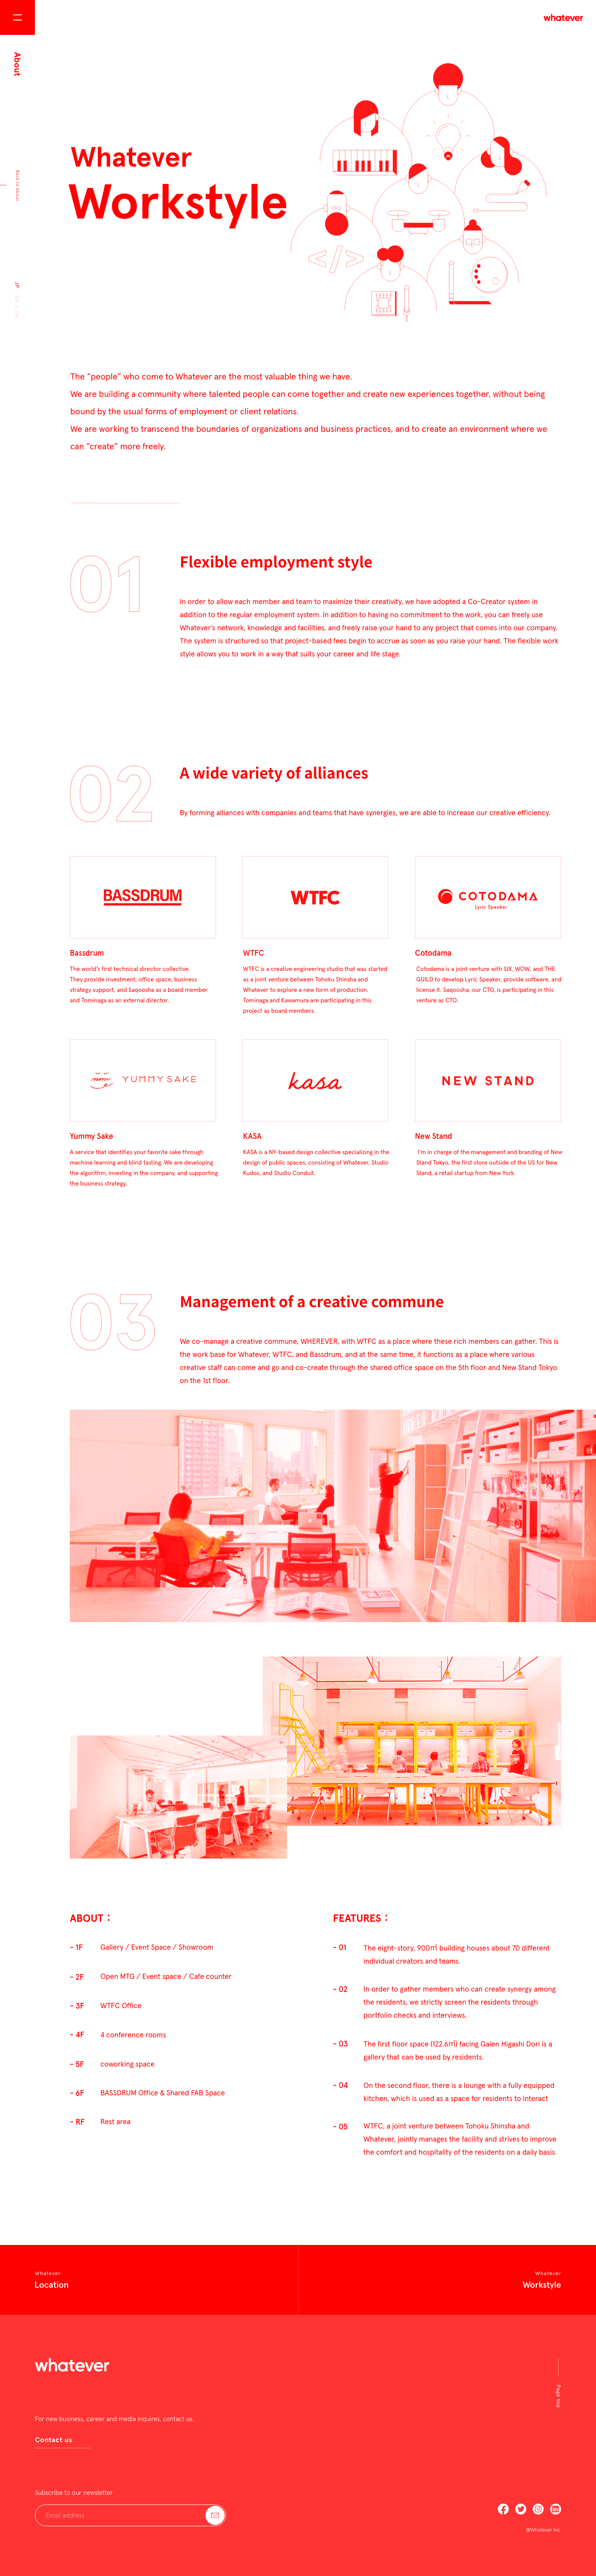 whatever
About
Back to About
JP
Whatever
Workstyle
The “people” who come to Whatever are the most valuable thing we have.
We are building a community where talented people can come together and create new experiences together, without being
bound by the usual forms of employment or client relations.
We are working to transcend the boundaries of organizations and business practices, and to create an environment where we
can “create” more freely.
01
Flexible employment style
In order to allow each member and team to maximize their creativity, we have adopted a Co-Creator system in
addition to the regular employment system. In addition to having no commitment to the work, you can freely use
Whatever's network, knowledge and facilities, and freely raise your hand to any project that comes into our company.
The system is structured so that project-based fees begin to accrue as soon as you raise your hand. The flexible work
style allows you to work in a way that suits your career and life stage.
02
A wide variety of alliances
By forming alliances with companies and teams that have synergies, we are able to increase our creative efficiency.
BASSDRUM
WTFC
COTODAMA
Lyric Speaker
Bassdrum
The world's first technical director collective.
They provide investment, office space, business
strategy support, and Saqoosha as a board member
and Tominaga as an external director.
WTFC
WTFC is a creative engineering studio that was started
as a joint venture between Tohoku Shinsha and
Whatever to explore a new form of production.
Tominaga and Kawamura are participating in this
project as board members.
Cotodama
Cotodama is a joint venture with SIX, WOW, and THE
GUILD to develop Lyric Speaker, provide software, and
license it. Saqoosha, our CTO, is participating in this
venture as CTO.
YUMMY SAKE
kasa
NEW STAND
Yummy Sake
A service that identifies your favorite sake through
machine learning and blind tasting. We are developing
the algorithm, investing in the company, and supporting
the business strategy.
KASA
KASA is a NY-based design collective specializing in the
design of public spaces, consisting of Whatever, Studio
Kudos, and Studio Conduit.
New Stand
I'm in charge of the management and branding of New
Stand Tokyo, the first store outside of the US for New
Stand, a retail startup from New York.
03
Management of a creative commune
We co-manage a creative commune, WHEREVER, with WTFC as a place where these rich members can gather. This is
the work base for Whatever, WTFC, and Bassdrum, and at the same time, it functions as a place where various
creative staff can come and go and co-create through the shared office space on the 5th floor and New Stand Tokyo
on the 1st floor.
ABOUT：
- 1F Gallery / Event Space / Showroom
- 2F Open MTG / Event space / Cafe counter
- 3F WTFC Office
- 4F 4 conference rooms
- 5F coworking space
- 6F BASSDRUM Office & Shared FAB Space
- RF Rest area
FEATURES：
- 01 The eight-story, 900㎡ building houses about 70 different
individual creators and teams.
- 02 In order to gather members who can create synergy among
the residents, we strictly screen the residents through
portfolio checks and interviews.
- 03 The first floor space (122.6㎡) facing Gaien Higashi Dori is a
gallery that can be used by residents.
- 04 On the second floor, there is a lounge with a fully equipped
kitchen, which is used as a space for residents to interact
- 05 WTFC, a joint venture between Tohoku Shinsha and
Whatever, jointly manages the facility and strives to improve
the comfort and hospitality of the residents on a daily basis.
Whatever
Location
Whatever
Workstyle
whatever
Page top
For new business, career and media inquires, contact us.
Contact us
Subscribe to our newsletter
Email address
@Whatever Inc.